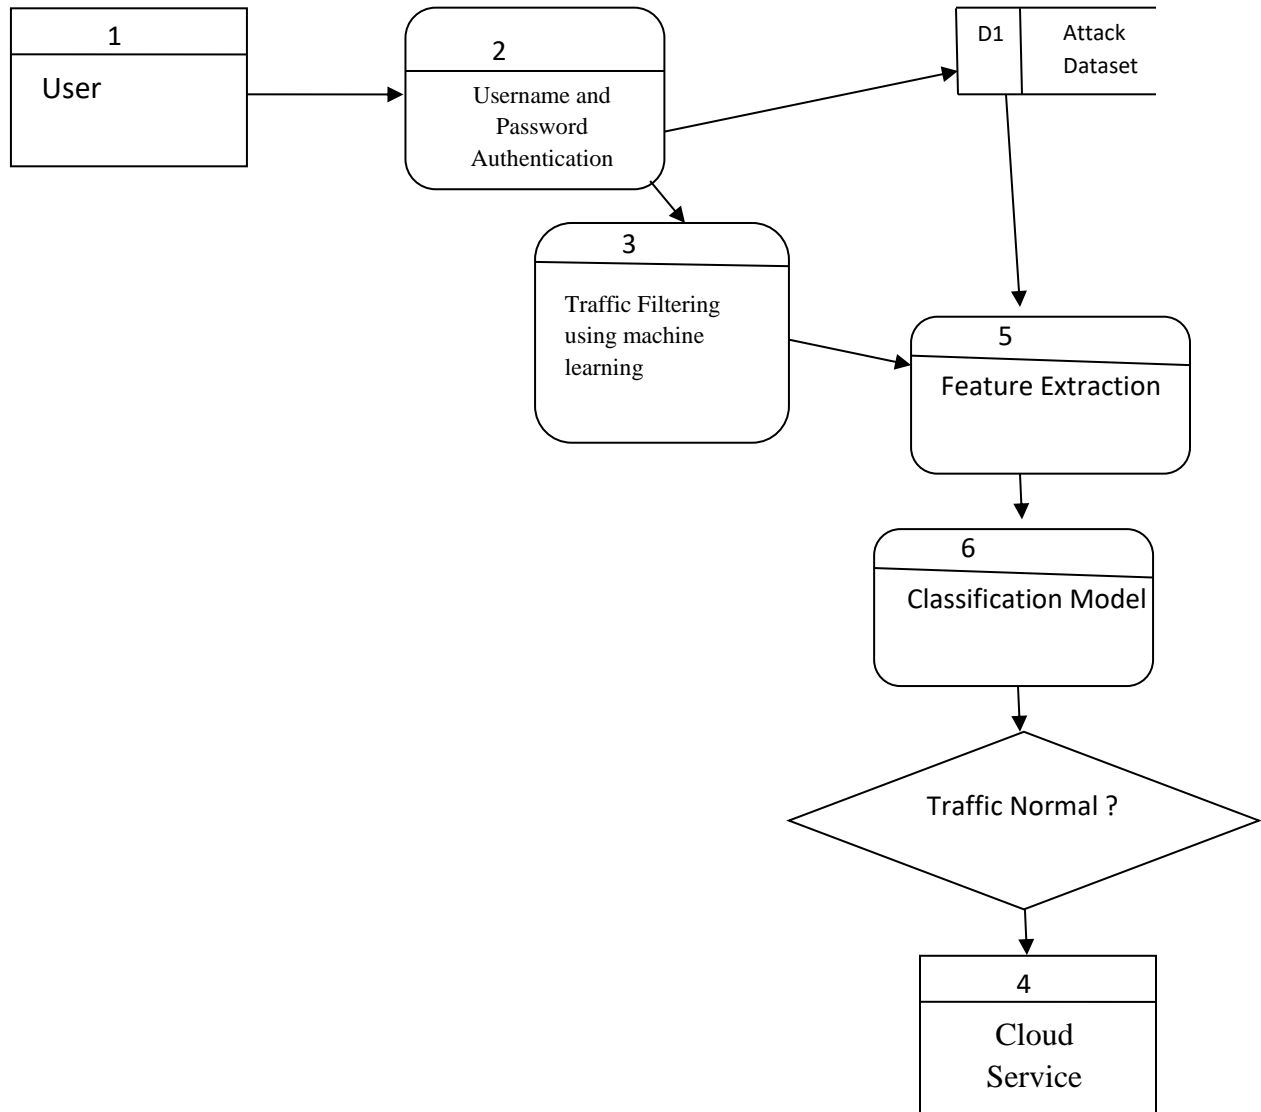 1
User
2
Username and
Password
Authentication
D1
Attack
Dataset
3
Traffic Filtering
using machine
learning
5
Feature Extraction
6
Classification Model
Traffic Normal ?
4
Cloud
Service